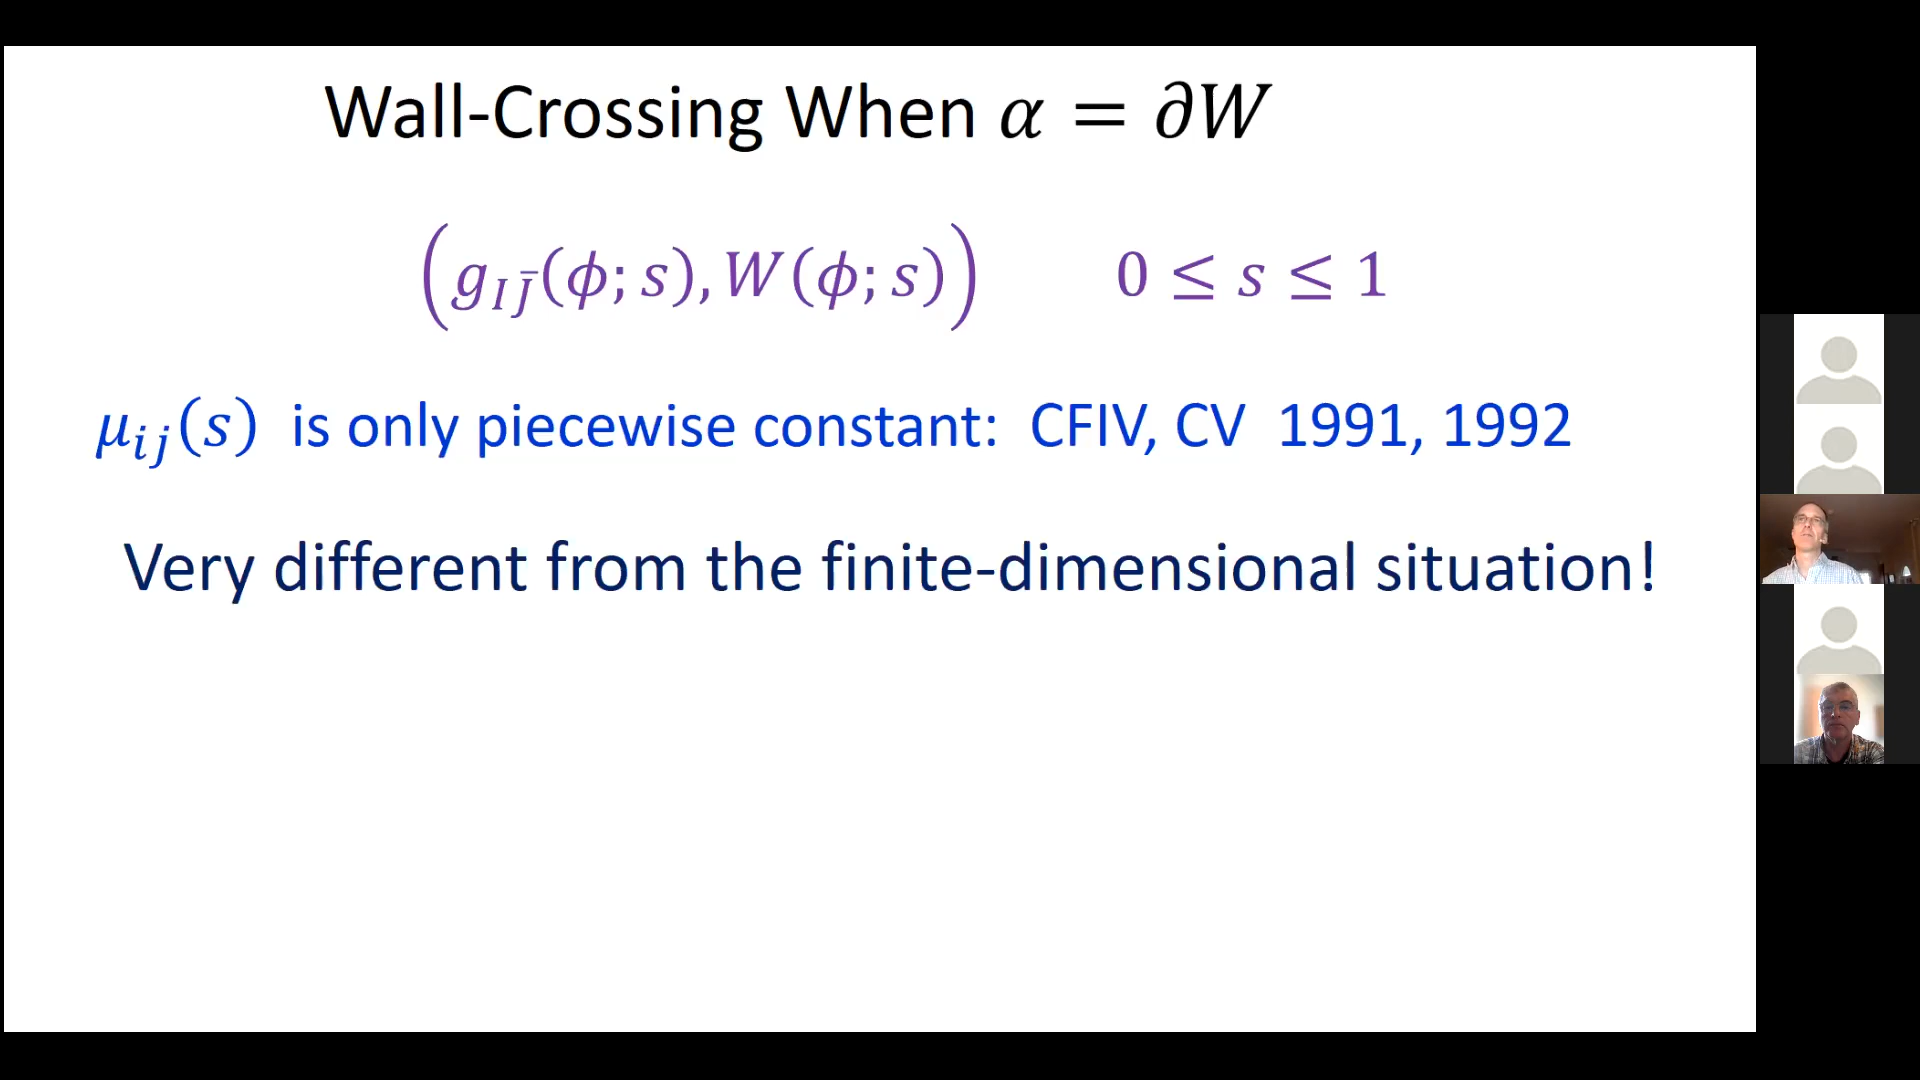 Wall-Crossing When α = ∂W
(g_{IJ̄}(ϕ; s), W(ϕ; s)) 0 ≤ s ≤ 1
μ_{ij}(s) is only piecewise constant: CFIV, CV 1991, 1992
Very different from the finite-dimensional situation!